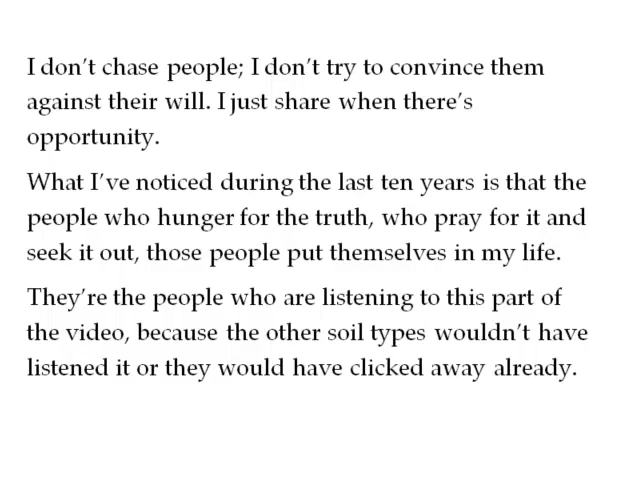 I don’t chase people; I don’t try to convince them
against their will. I just share when there’s
opportunity.
What I’ve noticed during the last ten years is that the
people who hunger for the truth, who pray for it and
seek it out, those people put themselves in my life.
They’re the people who are listening to this part of
the video, because the other soil types wouldn’t have
listened it or they would have clicked away already.